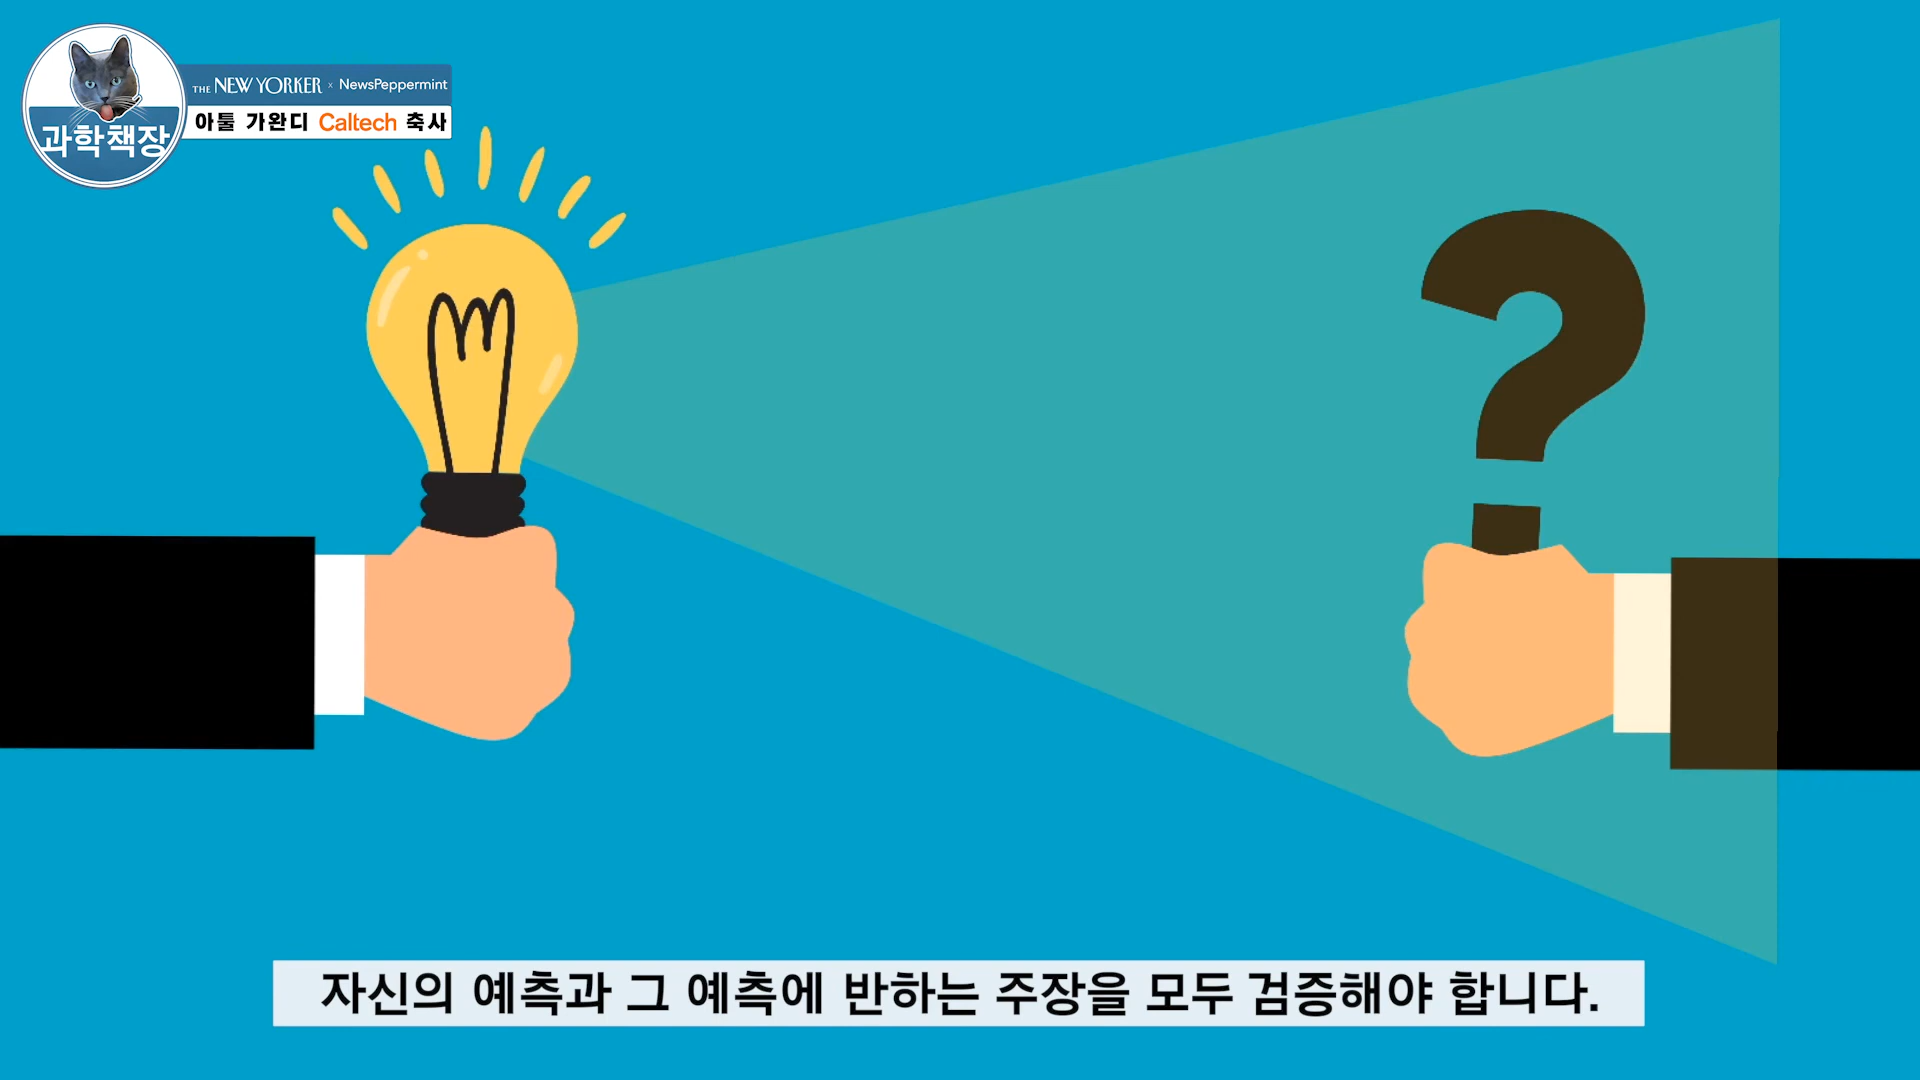 THE NEW YORKER x NewsPeppermint
아툴 가완디 Caltech 축사
과학책장
자신의 예측과 그 예측에 반하는 주장을 모두 검증해야 합니다.